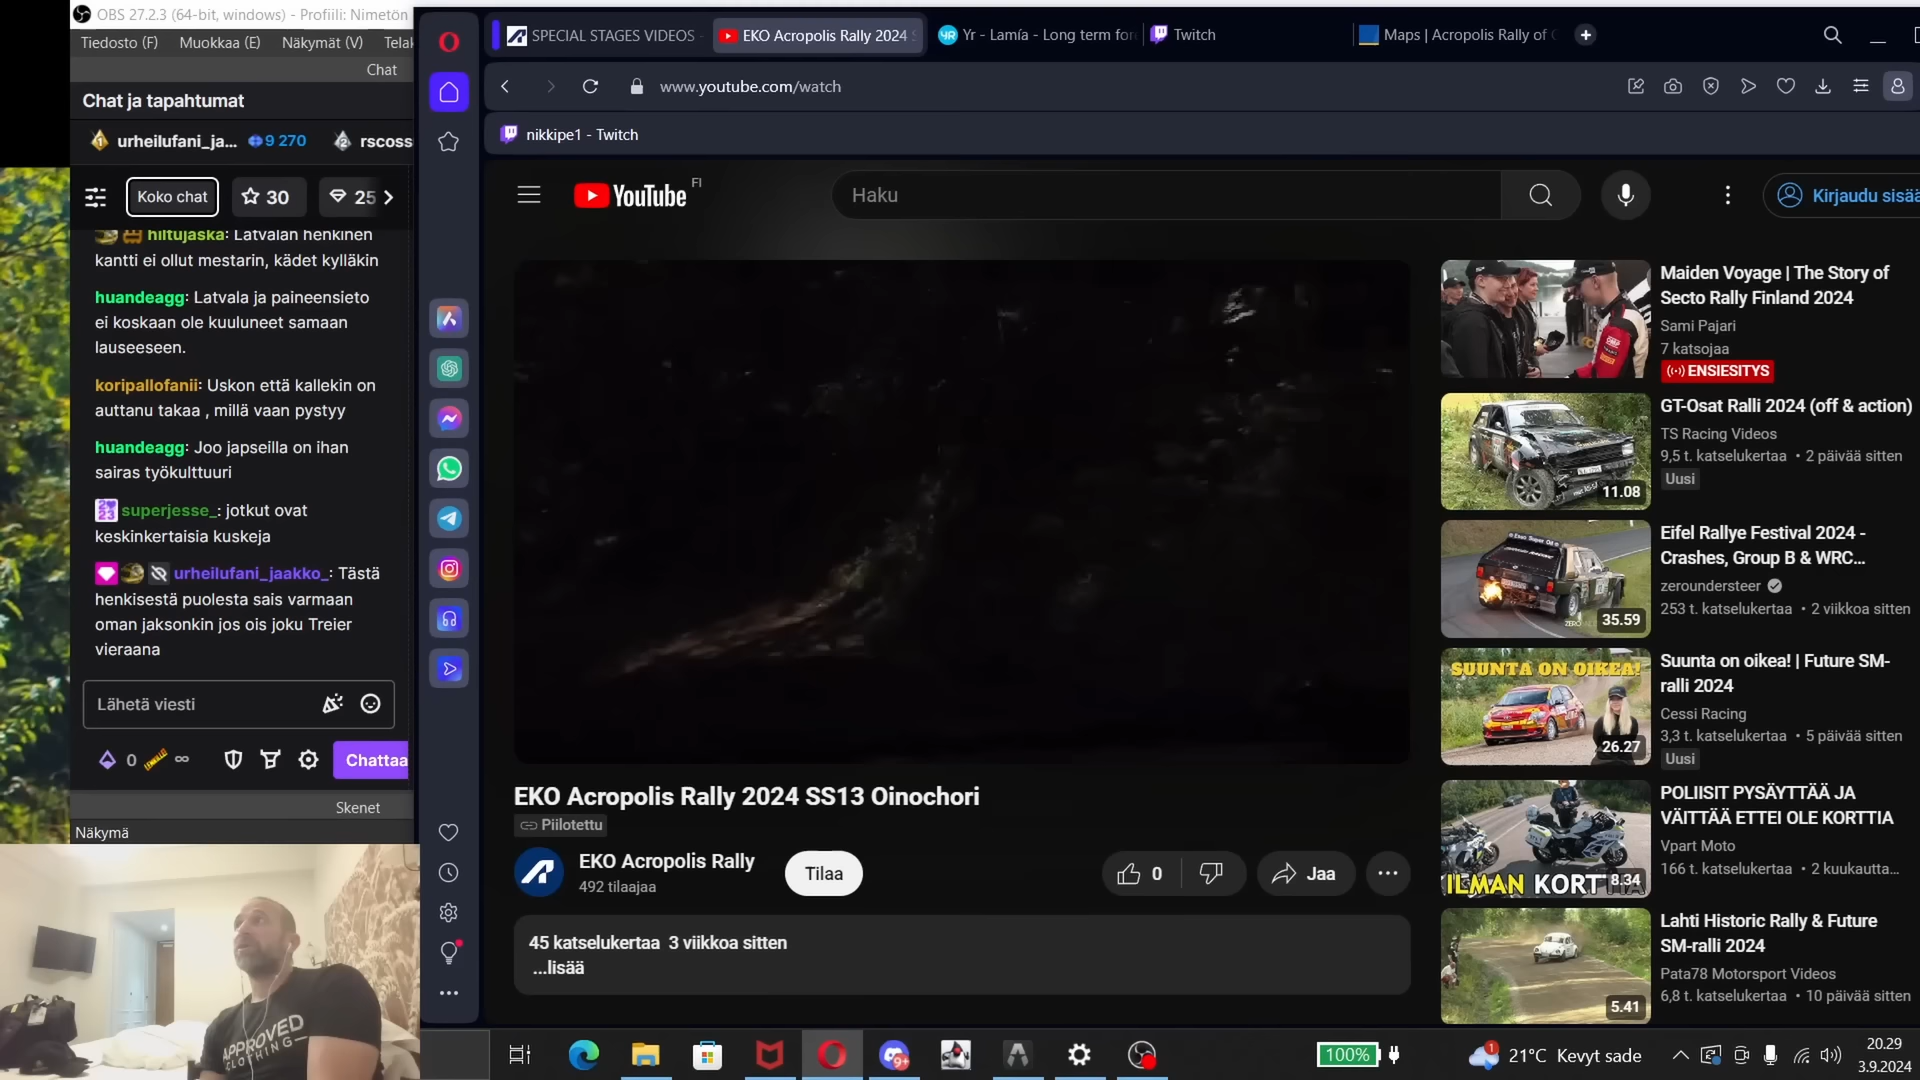 OBS 27.2.3 (64-bit, windows) - Profiili: Nimetön
Tiedosto (F) Muokkaa (E) Näkymät (V) Telak
Chat
Chat ja tapahtumat
urheilufani_ja... 9 270 rscoss
Koko chat 30 25
hiltujaska: Latvalan henkinen
kantti ei ollut mestarin, kädet kylläkin
huandeagg: Latvala ja paineensieto
ei koskaan ole kuuluneet samaan
lauseeseen.
koripallofanii: Uskon että kallekin on
auttanu takaa , millä vaan pystyy
huandeagg: Joo japseilla on ihan
sairas työkulttuuri
superjesse_: jotkut ovat
keskinkertaisia kuskeja
urheilufani_jaakko_: Tästä
henkisestä puolesta sais varmaan
oman jaksonkin jos ois joku Treier
vieraana
Lähetä viesti
0 ∞ Chattaa
Skenet
Näkymä
APPROVED
CLOTHING
SPECIAL STAGES VIDEOS -
EKO Acropolis Rally 2024 S
Yr - Lamía - Long term for
Twitch
Maps | Acropolis Rally of G
www.youtube.com/watch
nikkipe1 - Twitch
YouTube FI
Haku
Kirjaudu sisää
EKO Acropolis Rally 2024 SS13 Oinochori
Piilotettu
EKO Acropolis Rally
492 tilaajaa
Tilaa
0
Jaa
45 katselukertaa 3 viikkoa sitten
...lisää
Maiden Voyage | The Story of
Secto Rally Finland 2024
Sami Pajari
7 katsojaa
ENSIESITYS
GT-Osat Ralli 2024 (off & action)
TS Racing Videos
9,5 t. katselukertaa • 2 päivää sitten
Uusi
11.08
Eifel Rallye Festival 2024 -
Crashes, Group B & WRC...
zeroundersteer
253 t. katselukertaa • 2 viikkoa sitten
35.59
SUUNTA ON OIKEA!
Suunta on oikea! | Future SM-
ralli 2024
Cessi Racing
3,3 t. katselukertaa • 5 päivää sitten
Uusi
26.27
POLIISIT PYSÄYTTÄÄ JA
VÄITTÄÄ ETTEI OLE KORTTIA
Vpart Moto
166 t. katselukertaa • 2 kuukautta...
ILMAN KORTTIA
8.34
Lahti Historic Rally & Future
SM-ralli 2024
Pata78 Motorsport Videos
6,8 t. katselukertaa • 10 päivää sitten
5.41
9+
100%
1
21°C Kevyt sade
20.29
3.9.2024